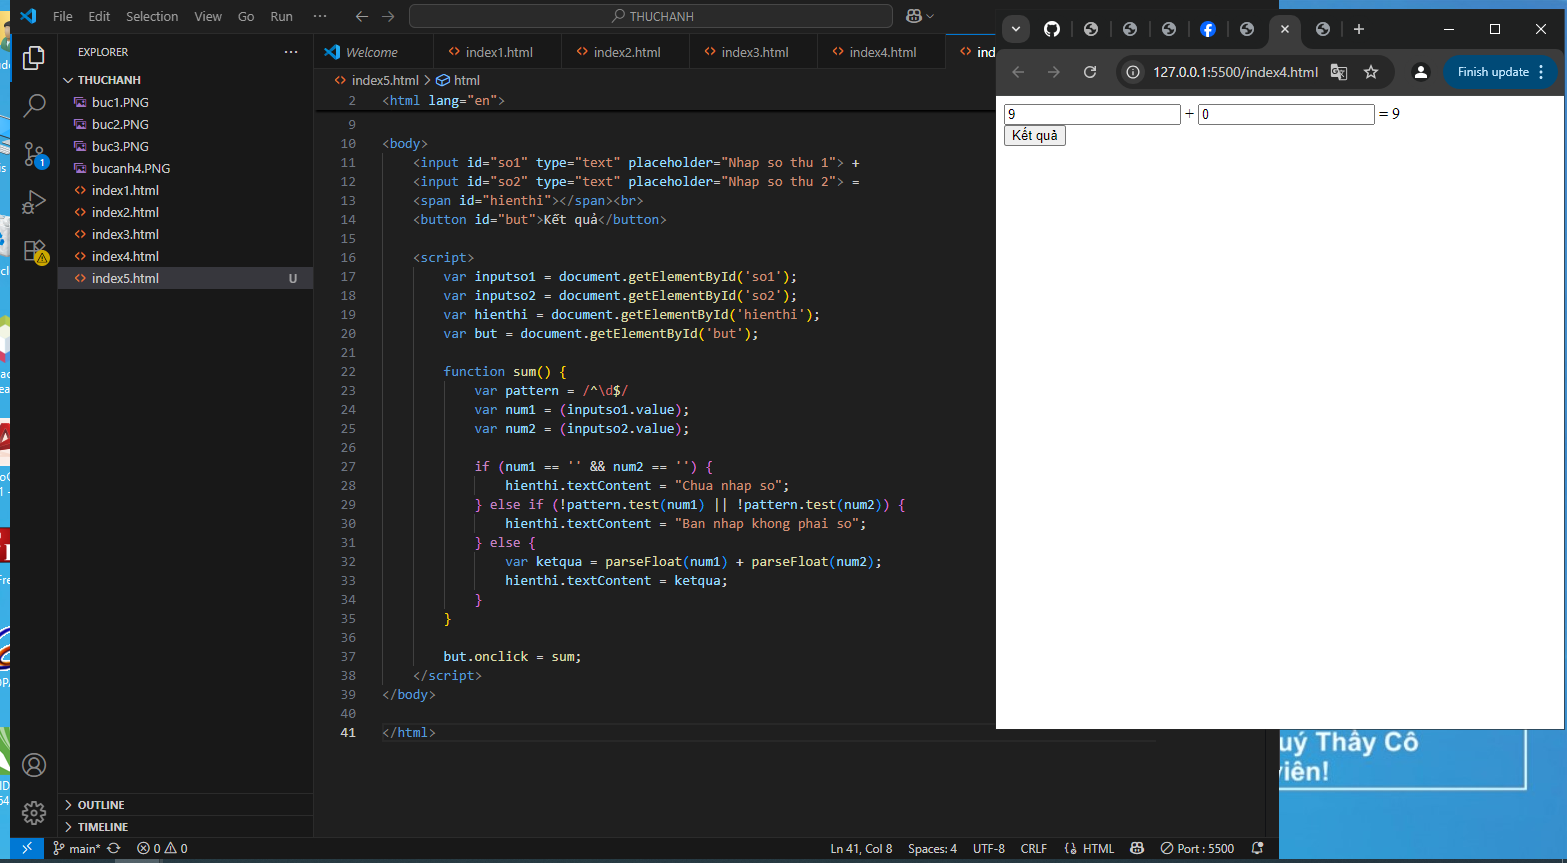 File Edit Selection View Go Run ···
THUCHANH
EXPLORER ···
THUCHANH
buc1.PNG
buc2.PNG
buc3.PNG
bucanh4.PNG
index1.html
index2.html
index3.html
index4.html
index5.html U
OUTLINE
TIMELINE
Welcome index1.html index2.html index3.html index4.html
index5.html > html
2 <html lang="en">
9
10 <body>
11 <input id="so1" type="text" placeholder="Nhap so thu 1"> +
12 <input id="so2" type="text" placeholder="Nhap so thu 2"> =
13 <span id="hienthi"></span><br>
14 <button id="but">Kết quả</button>
15
16 <script>
17 var inputso1 = document.getElementById('so1');
18 var inputso2 = document.getElementById('so2');
19 var hienthi = document.getElementById('hienthi');
20 var but = document.getElementById('but');
21
22 function sum() {
23 var pattern = /^\d$/
24 var num1 = (inputso1.value);
25 var num2 = (inputso2.value);
26
27 if (num1 == '' && num2 == '') {
28 hienthi.textContent = "Chua nhap so";
29 } else if (!pattern.test(num1) || !pattern.test(num2)) {
30 hienthi.textContent = "Ban nhap khong phai so";
31 } else {
32 var ketqua = parseFloat(num1) + parseFloat(num2);
33 hienthi.textContent = ketqua;
34 }
35 }
36
37 but.onclick = sum;
38 </script>
39 </body>
40
41 </html>
127.0.0.1:5500/index4.html
Finish update
9 + 0 = 9
Kết quả
uý Thầy Cô
viên!
1
main* 0 0
Ln 41, Col 8 Spaces: 4 UTF-8 CRLF HTML Port : 5500